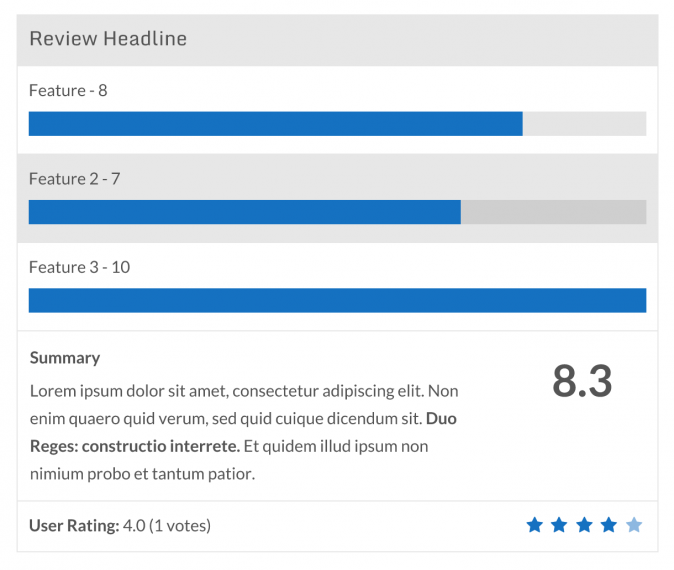 Review Headline
Feature - 8
Feature 2 - 7
Feature 3 - 10
Summary
Lorem ipsum dolor sit amet, consectetur adipiscing elit. Non
enim quaero quid verum, sed quid cuique dicendum sit. Duo
Reges: constructio interrete. Et quidem illud ipsum non
nimium probo et tantum patior.
8.3
User Rating: 4.0 (1 votes)